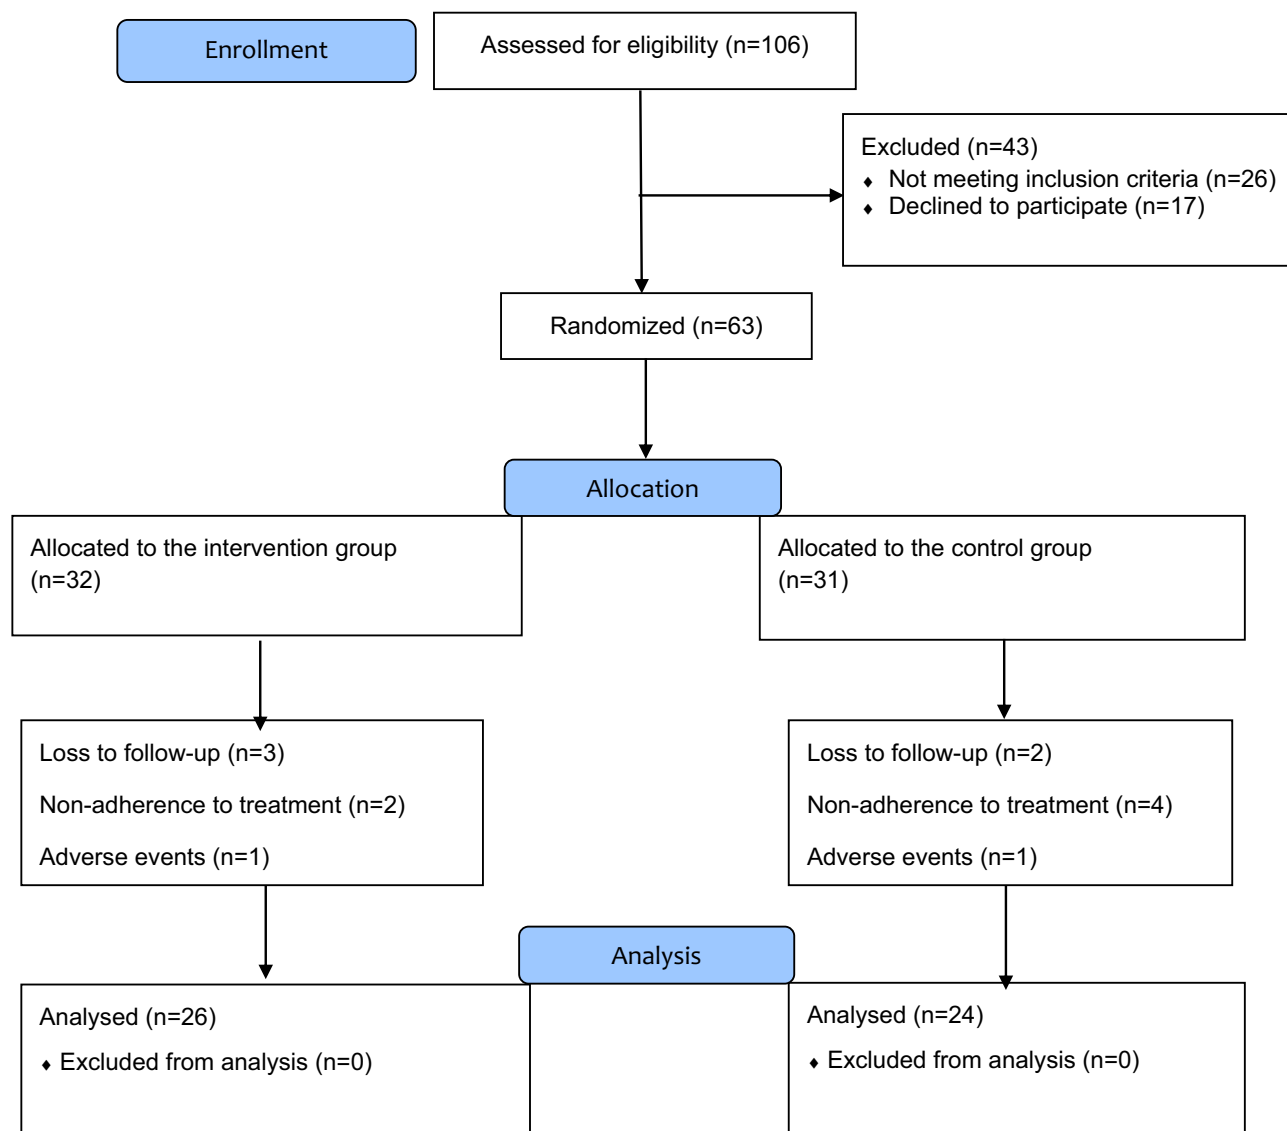 Enrollment
Assessed for eligibility (n=106)
Excluded (n=43)
♦ Not meeting inclusion criteria (n=26)
♦ Declined to participate (n=17)
Randomized (n=63)
Allocation
Allocated to the intervention group
(n=32)
Allocated to the control group
(n=31)
Loss to follow-up (n=3)
Non-adherence to treatment (n=2)
Adverse events (n=1)
Loss to follow-up (n=2)
Non-adherence to treatment (n=4)
Adverse events (n=1)
Analysis
Analysed (n=26)
♦ Excluded from analysis (n=0)
Analysed (n=24)
♦ Excluded from analysis (n=0)